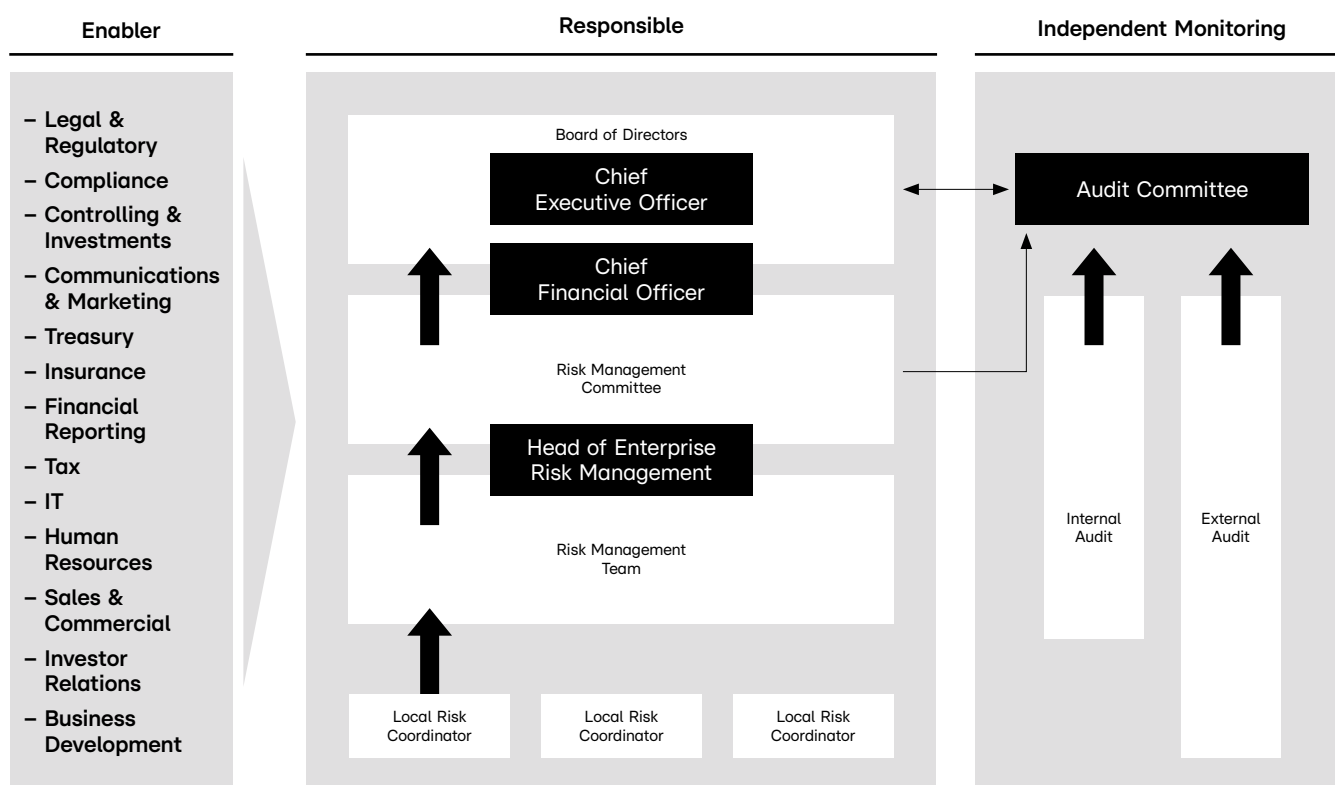 Enabler
– Legal &
Regulatory
– Compliance
– Controlling &
Investments
– Communications
& Marketing
– Treasury
– Insurance
– Financial
Reporting
– Tax
– IT
– Human
Resources
– Sales &
Commercial
– Investor
Relations
– Business
Development
Responsible
Board of Directors
Chief
Executive Officer
Chief
Financial Officer
Risk Management
Committee
Head of Enterprise
Risk Management
Risk Management
Team
Local Risk
Coordinator
Local Risk
Coordinator
Local Risk
Coordinator
Independent Monitoring
Audit Committee
Internal
Audit
External
Audit